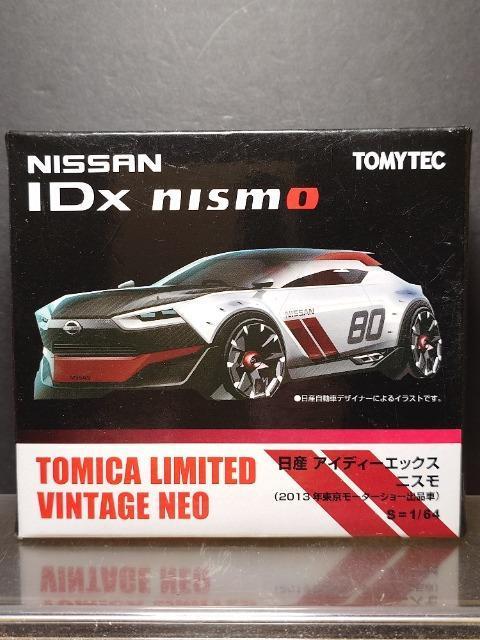 NISSAN
TOMYTEC
IDx nismo
NISSAN
80
NISSAN
●日産自動車デザイナーによるイラストです。
TOMICA LIMITED
VINTAGE NEO
日産 アイディーエックス
ニスモ
(2013年東京モーターショー出品車)
S=1/64